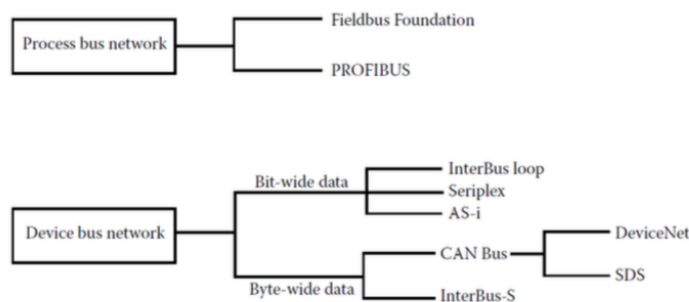 Fieldbus Foundation
Process bus network
PROFIBUS
InterBus loop
Bit-wide data
Seriplex
AS-i
Device bus network
DeviceNet
CAN Bus
SDS
Byte-wide data
InterBus-S